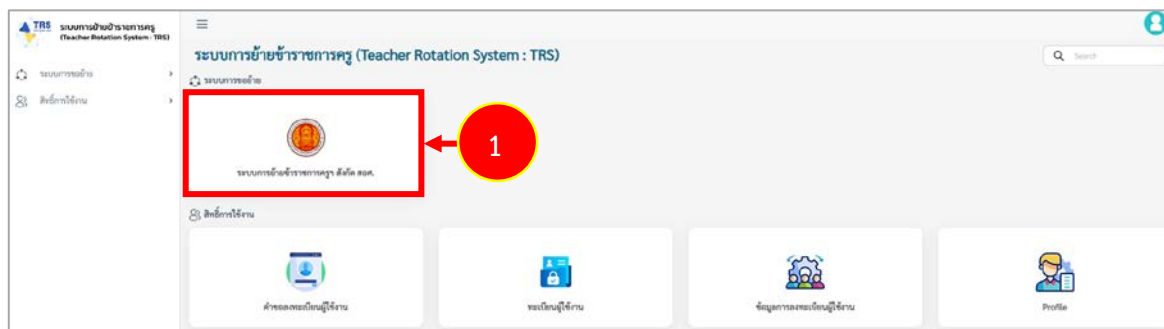 TRS ระบบการย้ายข้าราชการครู
(Teacher Rotation System : TRS)
ระบบการขอย้าย
สิทธิ์การใช้งาน
ระบบการย้ายข้าราชการครู (Teacher Rotation System : TRS)
Search
ระบบการขอย้าย
ระบบการย้ายข้าราชการครูฯ สังกัด สอศ.
1
สิทธิ์การใช้งาน
คำขอลงทะเบียนผู้ใช้งาน
ทะเบียนผู้ใช้งาน
ข้อมูลการลงทะเบียนผู้ใช้งาน
Profile